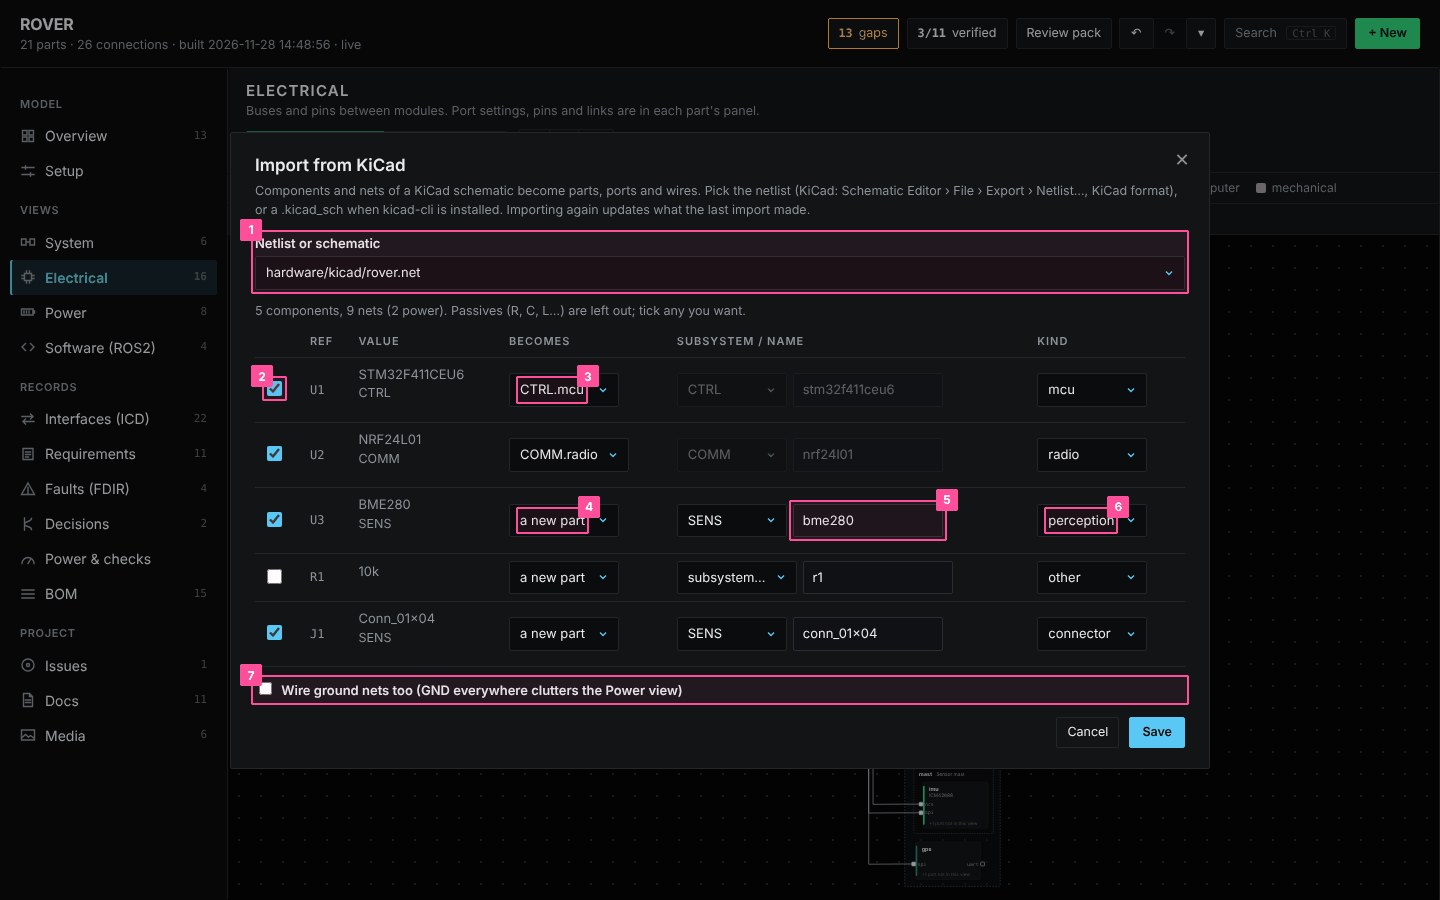 ROVER
21 parts · 26 connections · built 2026-11-28 14:48:56 · live
13 gaps
3/11 verified
Review pack
Search Ctrl K
+ New
MODEL
Overview 13
Setup
VIEWS
System 6
Electrical 16
Power 8
Software (ROS2) 4
RECORDS
Interfaces (ICD) 22
Requirements 11
Faults (FDIR) 4
Decisions 2
Power & checks
BOM 15
PROJECT
Issues 1
Docs 11
Media 6
ELECTRICAL
Buses and pins between modules. Port settings, pins and links are in each part's panel.
puter mechanical
Import from KiCad
Components and nets of a KiCad schematic become parts, ports and wires. Pick the netlist (KiCad: Schematic Editor › File › Export › Netlist..., KiCad format),
or a .kicad_sch when kicad-cli is installed. Importing again updates what the last import made.
1
Netlist or schematic
hardware/kicad/rover.net
5 components, 9 nets (2 power). Passives (R, C, L...) are left out; tick any you want.
REF VALUE BECOMES SUBSYSTEM / NAME KIND
2 3
U1 STM32F411CEU6 CTRL CTRL.mcu CTRL stm32f411ceu6 mcu
U2 NRF24L01 COMM COMM.radio COMM nrf24l01 radio
4 5 6
U3 BME280 SENS a new part SENS bme280 perception
R1 10k a new part subsystem... r1 other
J1 Conn_01×04 SENS a new part SENS conn_01×04 connector
7
Wire ground nets too (GND everywhere clutters the Power view)
Cancel Save
mast Sensor mast
imu
gps
uart